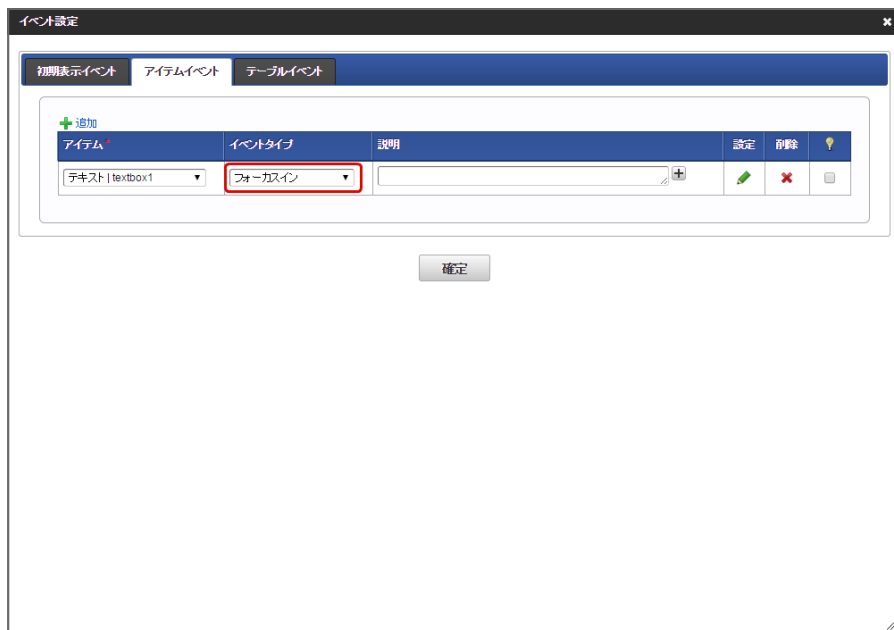 イベント設定
初期表示イベント アイテムイベント テーブルイベント
追加
アイテム* イベントタイプ 説明 設定 削除
テキスト | textbox1 フォーカスイン
確定